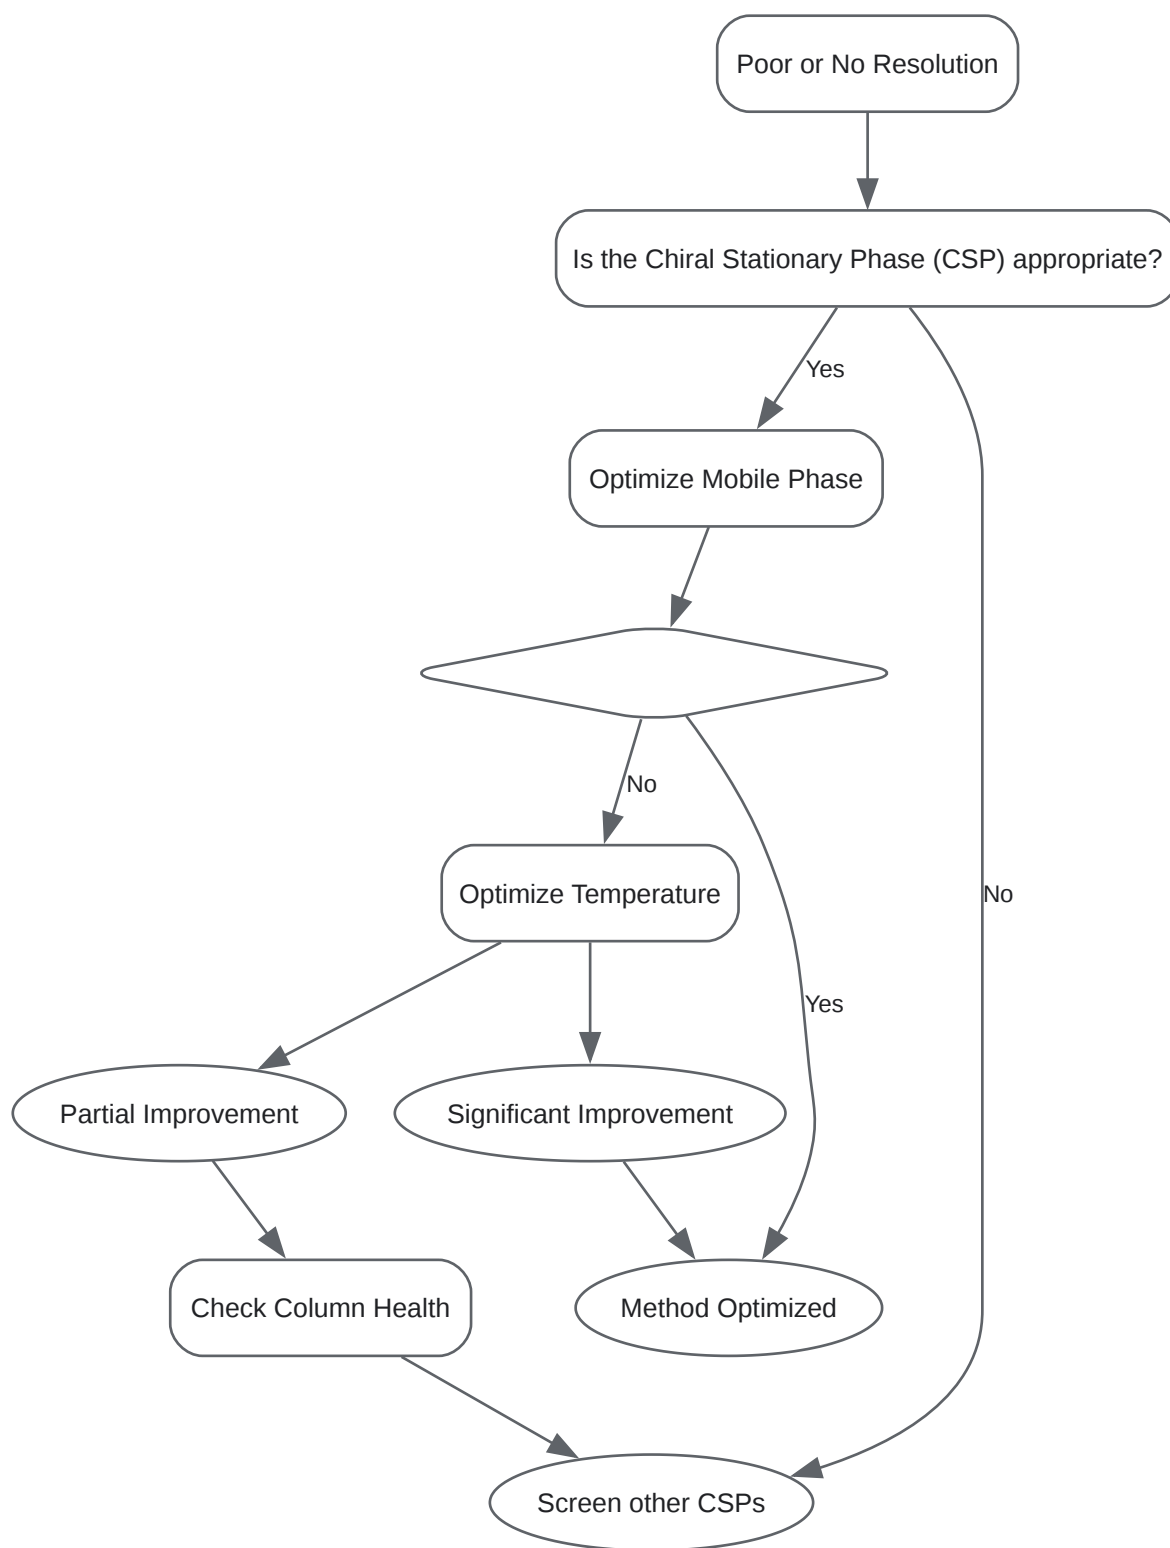 Poor or No Resolution
Is the Chiral Stationary Phase (CSP) appropriate?
Yes
Optimize Mobile Phase
No
Optimize Temperature
No
Yes
Partial Improvement
Significant Improvement
Check Column Health
Method Optimized
Screen other CSPs